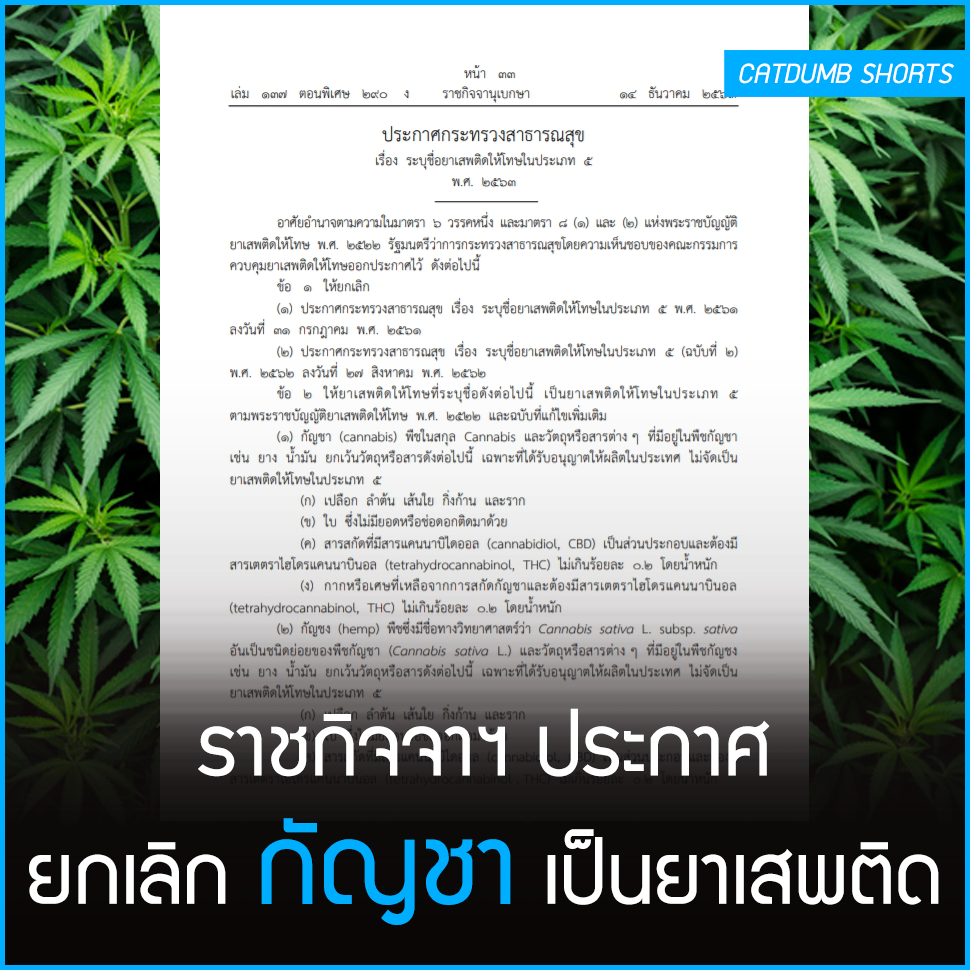 CATDUMB SHORTS
หน้า ๓๓
เล่ม ๑๓๗ ตอนพิเศษ ๒๙๐ ง ราชกิจจานุเบกษา ๑๔ ธันวาคม
ประกาศกระทรวงสาธารณสุข
เรื่อง ระบุชื่อยาเสพติดให้โทษในประเภท ๕
พ.ศ. ๒๕๖๓
อาศัยอำนาจตามความในมาตรา ๖ วรรคหนึ่ง และมาตรา ๘ (๑) และ (๒) แห่งพระราชบัญญัติ
ยาเสพติดให้โทษ พ.ศ. ๒๕๒๒ รัฐมนตรีว่าการกระทรวงสาธารณสุขโดยความเห็นชอบของคณะกรรมการ
ควบคุมยาเสพติดให้โทษออกประกาศไว้ ดังต่อไปนี้
ข้อ ๑ ให้ยกเลิก
(๑) ประกาศกระทรวงสาธารณสุข เรื่อง ระบุชื่อยาเสพติดให้โทษในประเภท ๕ พ.ศ. ๒๕๖๑
ลงวันที่ ๓๑ กรกฎาคม พ.ศ. ๒๕๖๑
(๒) ประกาศกระทรวงสาธารณสุข เรื่อง ระบุชื่อยาเสพติดให้โทษในประเภท ๕ (ฉบับที่ ๒)
พ.ศ. ๒๕๖๒ ลงวันที่ ๒๗ สิงหาคม พ.ศ. ๒๕๖๒
ข้อ ๒ ให้ยาเสพติดให้โทษที่ระบุชื่อดังต่อไปนี้ เป็นยาเสพติดให้โทษในประเภท ๕
ตามพระราชบัญญัติยาเสพติดให้โทษ พ.ศ. ๒๕๒๒ และฉบับที่แก้ไขเพิ่มเติม
(๑) กัญชา (cannabis) พืชในสกุล Cannabis และวัตถุหรือสารต่าง ๆ ที่มีอยู่ในพืชกัญชา
เช่น ยาง น้ำมัน ยกเว้นวัตถุหรือสารดังต่อไปนี้ เฉพาะที่ได้รับอนุญาตให้ผลิตในประเทศ ไม่จัดเป็น
ยาเสพติดให้โทษในประเภท ๕
(ก) เปลือก ลำต้น เส้นใย กิ่งก้าน และราก
(ข) ใบ ซึ่งไม่มียอดหรือช่อดอกติดมาด้วย
(ค) สารสกัดที่มีสารแคนนาบิไดออล (cannabidiol, CBD) เป็นส่วนประกอบและต้องมี
สารเตตราไฮโดรแคนนาบินอล (tetrahydrocannabinol, THC) ไม่เกินร้อยละ ๐.๒ โดยน้ำหนัก
(ง) กากหรือเศษที่เหลือจากการสกัดกัญชาและต้องมีสารเตตราไฮโดรแคนนาบินอล
(tetrahydrocannabinol, THC) ไม่เกินร้อยละ ๐.๒ โดยน้ำหนัก
(๒) กัญชง (hemp) พืชซึ่งมีชื่อทางวิทยาศาสตร์ว่า Cannabis sativa L. subsp. sativa
อันเป็นชนิดย่อยของพืชกัญชา (Cannabis sativa L.) และวัตถุหรือสารต่าง ๆ ที่มีอยู่ในพืชกัญชง
เช่น ยาง น้ำมัน ยกเว้นวัตถุหรือสารดังต่อไปนี้ เฉพาะที่ได้รับอนุญาตให้ผลิตในประเทศ ไม่จัดเป็น
ยาเสพติดให้โทษในประเภท ๕
(ก) เปลือก ลำต้น เส้นใย กิ่งก้าน และราก
ราชกิจจาฯ ประกาศ
ยกเลิก กัญชา เป็นยาเสพติด